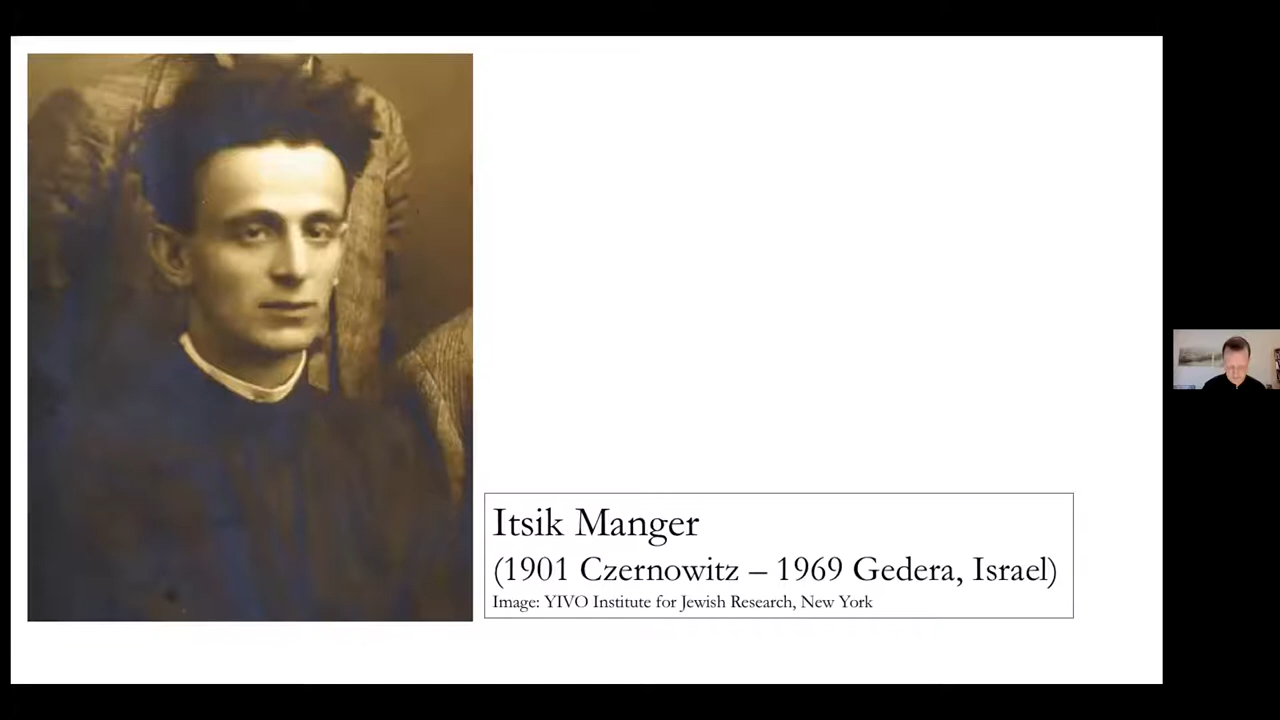 Itsik Manger
(1901 Czernowitz – 1969 Gedera, Israel)
Image: YIVO Institute for Jewish Research, New York